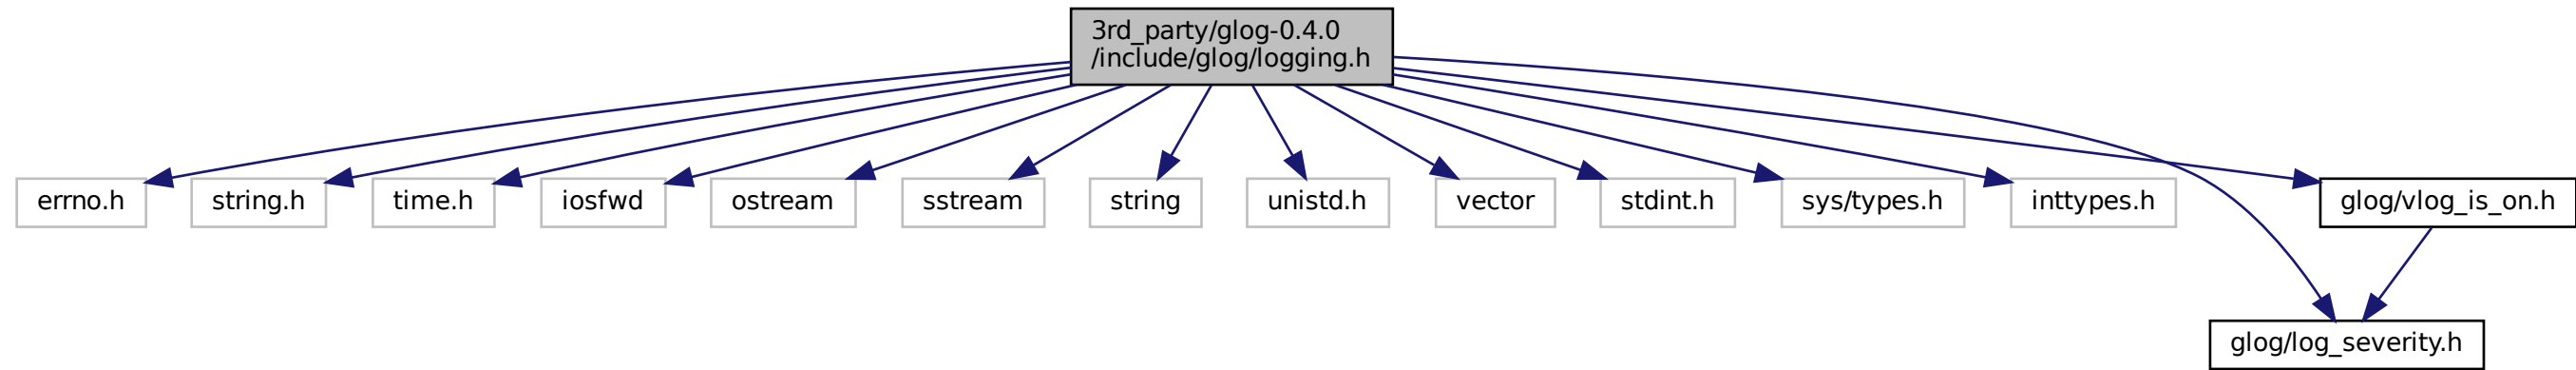 3rd_party/glog-0.4.0
/include/glog/logging.h
errno.h
string.h
time.h
iosfwd
ostream
sstream
string
unistd.h
vector
stdint.h
sys/types.h
inttypes.h
glog/vlog_is_on.h
glog/log_severity.h